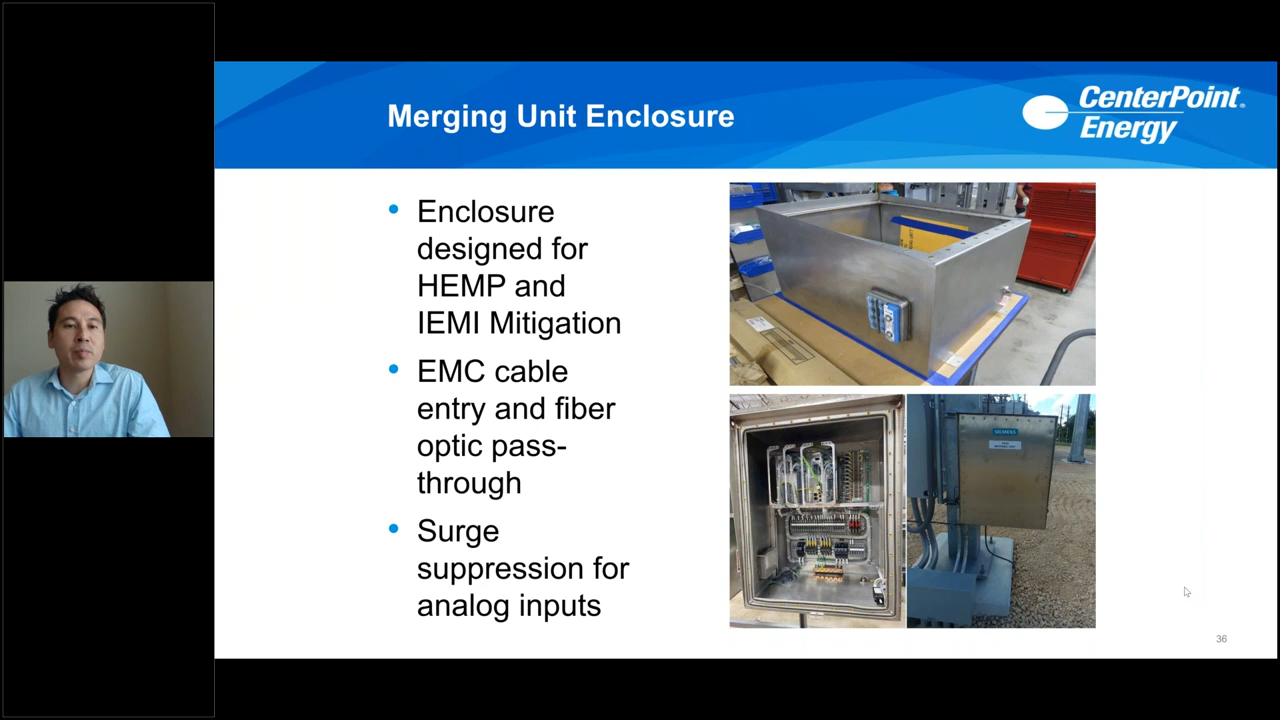 Merging Unit Enclosure
CenterPoint®
Energy
• Enclosure
designed for
HEMP and
IEMI Mitigation
• EMC cable
entry and fiber
optic pass-
through
• Surge
suppression for
analog inputs
SIEMENS
36